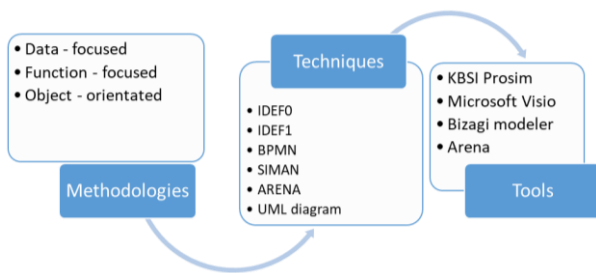 • Data - focused
• Function - focused
• Object - orientated
Methodologies
Techniques
• IDEF0
• IDEF1
• BPMN
• SIMAN
• ARENA
• UML diagram
• KBSI Prosim
• Microsoft Visio
• Bizagi modeler
• Arena
Tools